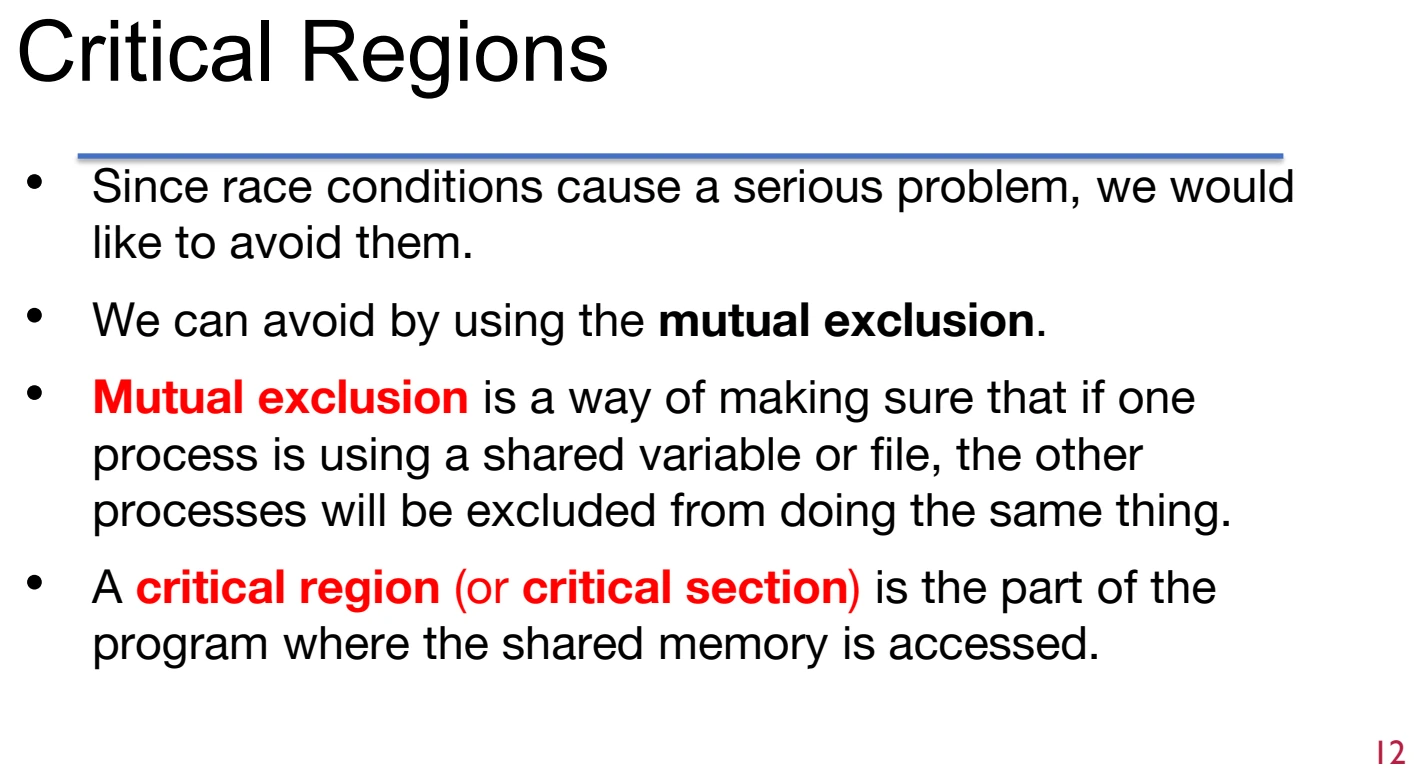 Critical Regions
• Since race conditions cause a serious problem, we would
like to avoid them.
• We can avoid by using the mutual exclusion.
• Mutual exclusion is a way of making sure that if one
process is using a shared variable or file, the other
processes will be excluded from doing the same thing.
• A critical region (or critical section) is the part of the
program where the shared memory is accessed.
12